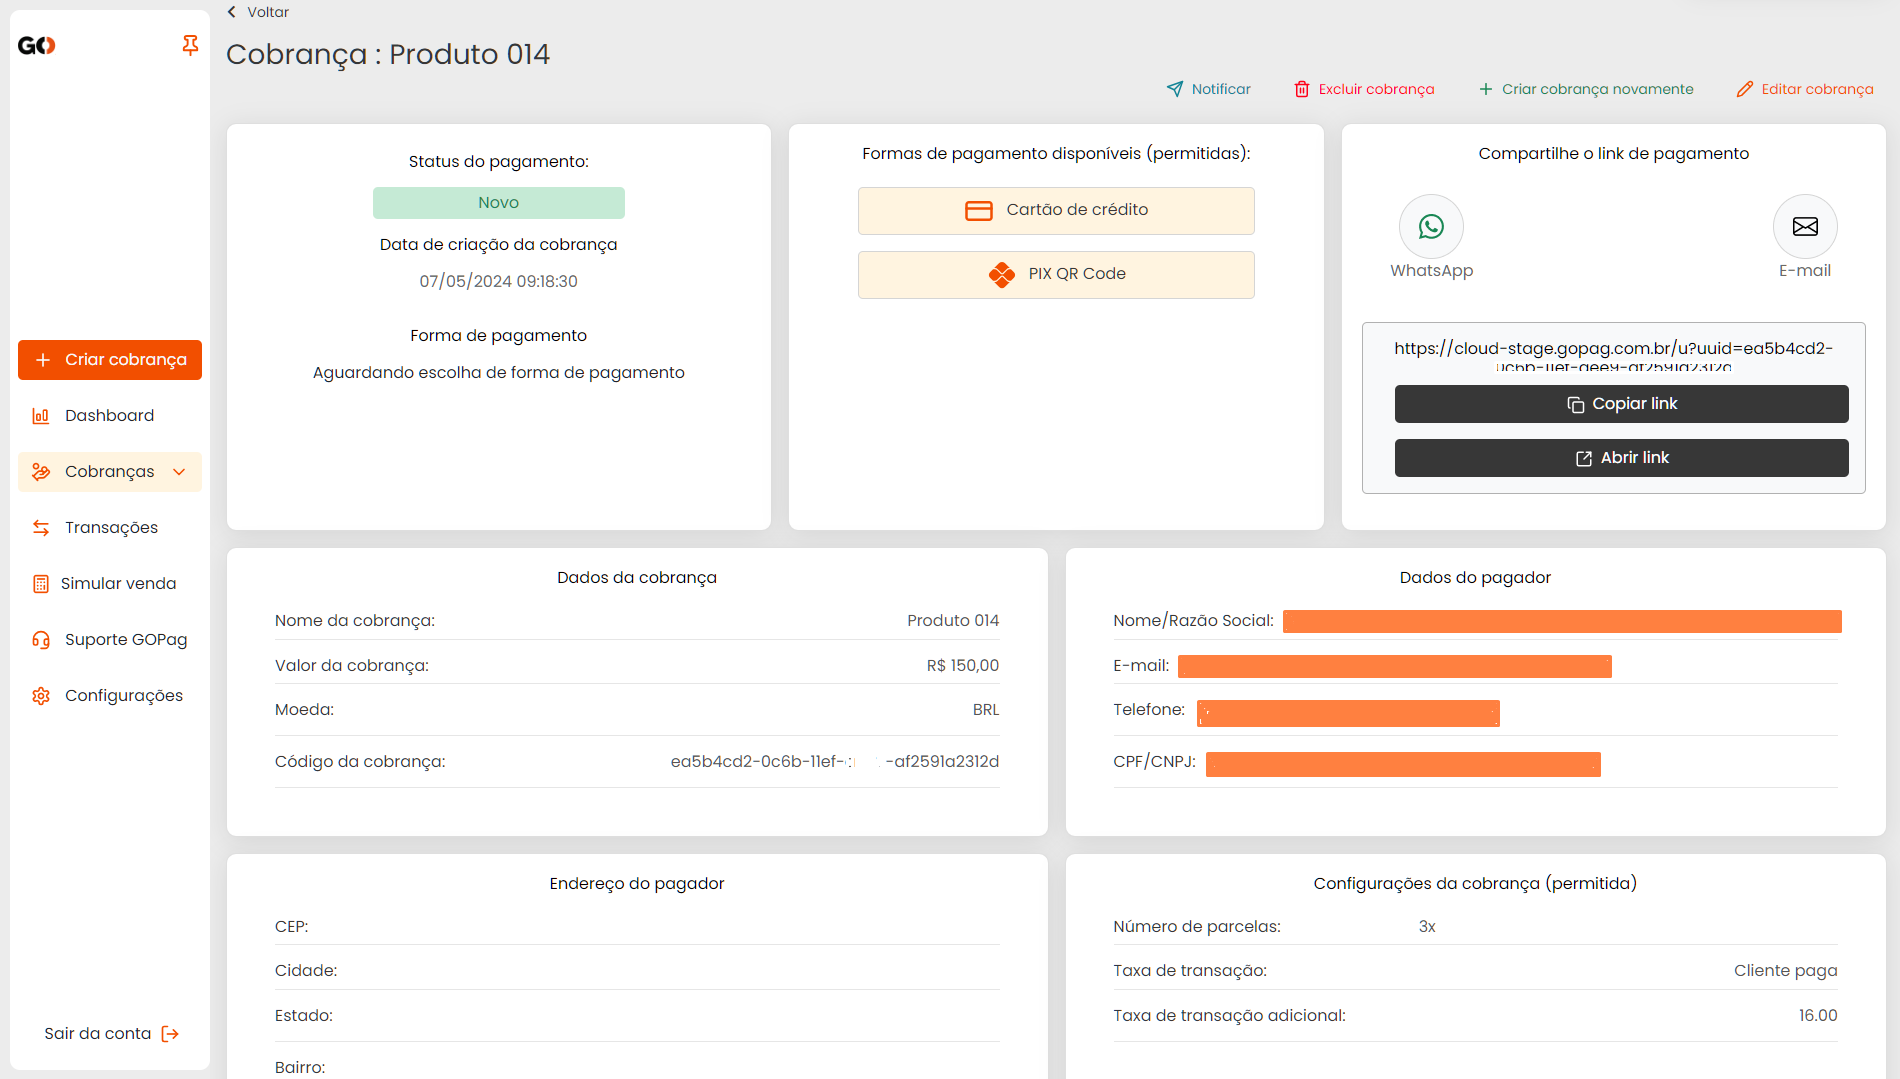 Voltar
GO
Cobrança : Produto 014
Notificar
Excluir cobrança
Criar cobrança novamente
Editar cobrança
Criar cobrança
Dashboard
Cobranças
Transações
Simular venda
Suporte GOPag
Configurações
Sair da conta
Status do pagamento:
Novo
Data de criação da cobrança
07/05/2024 09:18:30
Forma de pagamento
Aguardando escolha de forma de pagamento
Formas de pagamento disponíveis (permitidas):
Cartão de crédito
PIX QR Code
Compartilhe o link de pagamento
WhatsApp
E-mail
https://cloud-stage.gopag.com.br/u?uuid=ea5b4cd2-
Copiar link
Abrir link
Dados da cobrança
Nome da cobrança: Produto 014
Valor da cobrança: R$ 150,00
Moeda: BRL
Código da cobrança: ea5b4cd2-0c6b-11ef- -af2591a2312d
Dados do pagador
Nome/Razão Social:
E-mail:
Telefone:
CPF/CNPJ:
Endereço do pagador
CEP:
Cidade:
Estado:
Bairro:
Configurações da cobrança (permitida)
Número de parcelas: 3x
Taxa de transação: Cliente paga
Taxa de transação adicional: 16.00